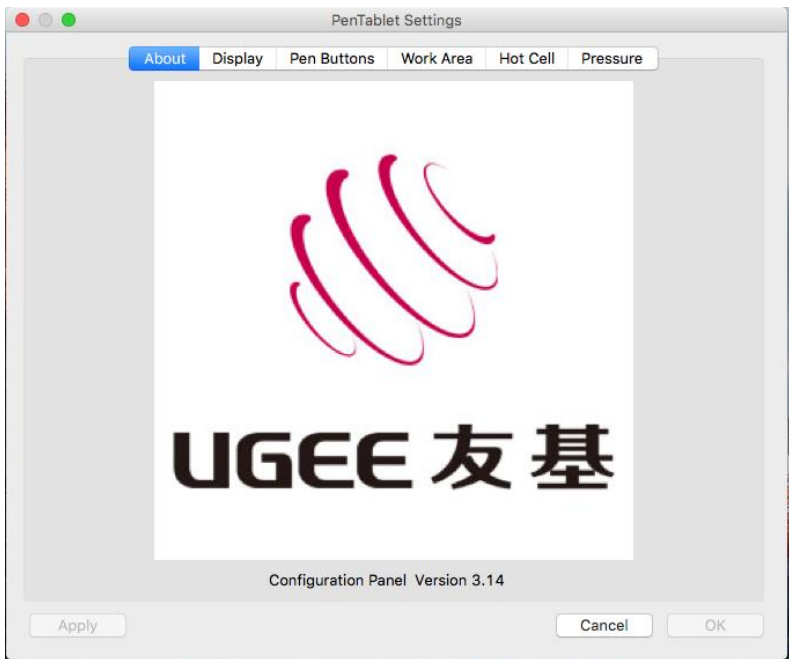 PenTablet Settings
About Display Pen Buttons Work Area Hot Cell Pressure
UGEE 友基
Configuration Panel Version 3.14
Apply Cancel OK